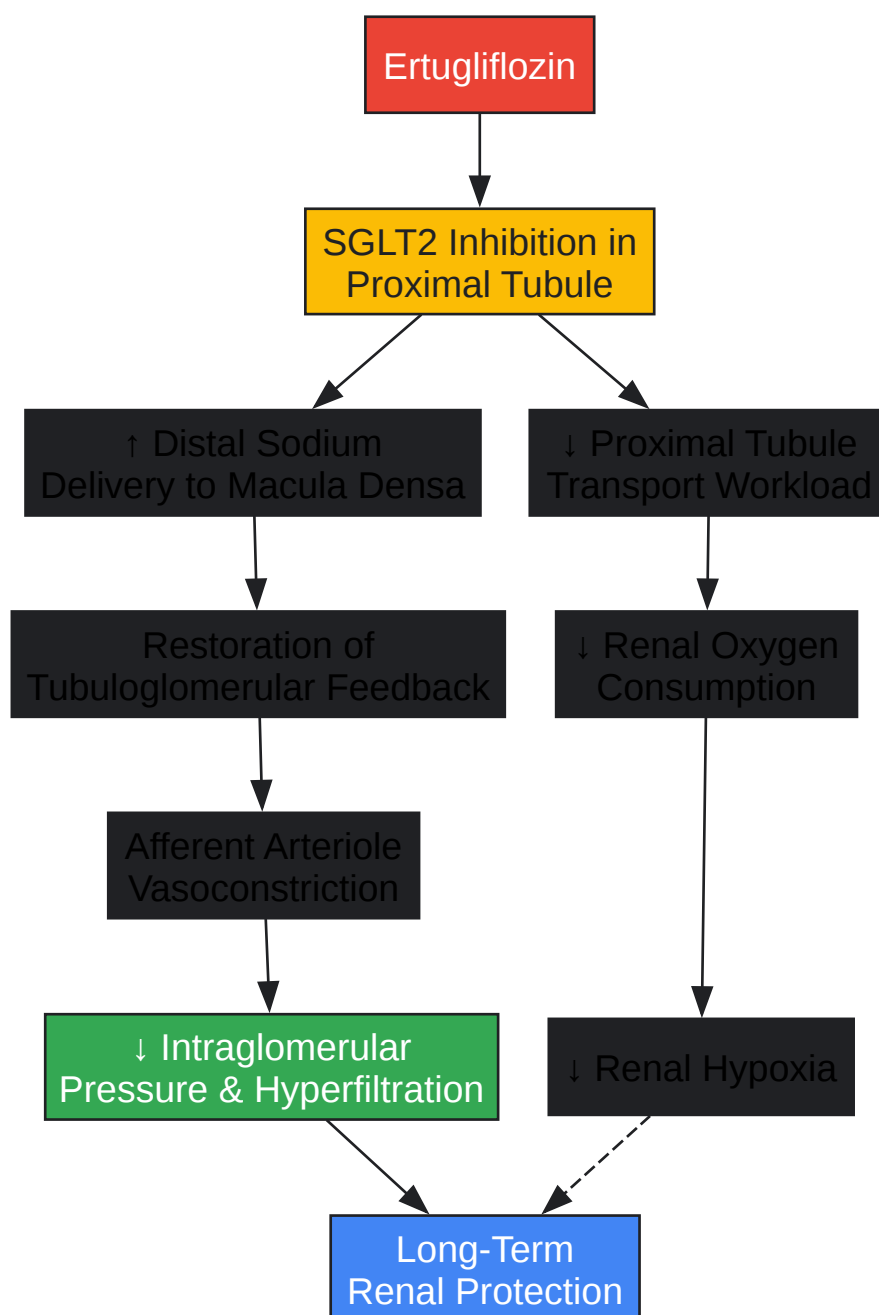 Ertugliflozin
SGLT2 Inhibition in
Proximal Tubule
↑ Distal Sodium
Delivery to Macula Densa
↓ Proximal Tubule
Transport Workload
Restoration of
Tubuloglomerular Feedback
↓ Renal Oxygen
Consumption
Afferent Arteriole
Vasoconstriction
↓ Intraglomerular
Pressure & Hyperfiltration
↓ Renal Hypoxia
Long-Term
Renal Protection